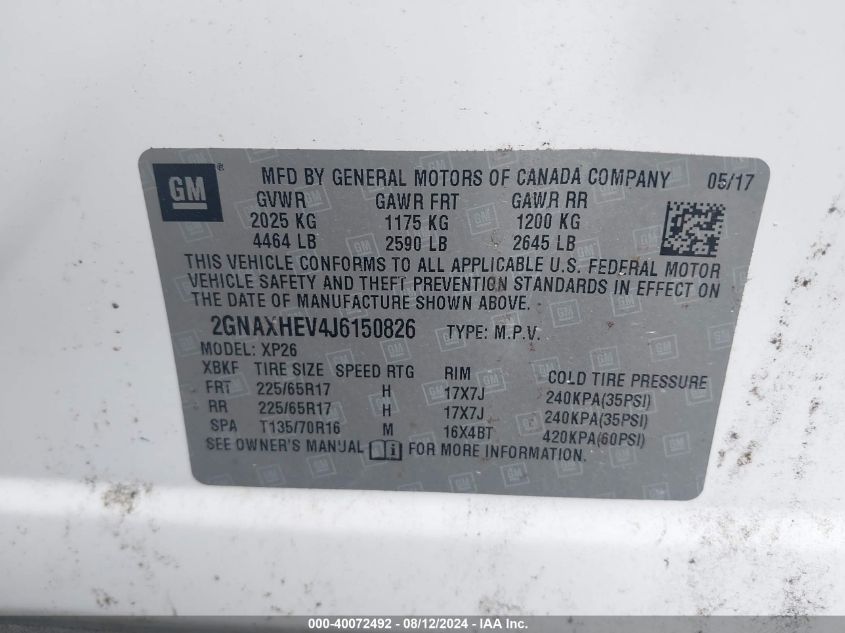 GM
MFD BY GENERAL MOTORS OF CANADA COMPANY 05/17
GVWR GAWR FRT GAWR RR
2025 KG 1175 KG 1200 KG
4464 LB 2590 LB 2645 LB
THIS VEHICLE CONFORMS TO ALL APPLICABLE U.S. FEDERAL MOTOR
VEHICLE SAFETY AND THEFT PREVENTION STANDARDS IN EFFECT ON
THE DATE OF MANUFACTURE SHOWN ABOVE.
2GNAXHEV4J6150826 TYPE: M.P.V.
MODEL: XP26
XBKF TIRE SIZE SPEED RTG RIM COLD TIRE PRESSURE
FRT 225/65R17 H 17X7J 240KPA(35PSI)
RR 225/65R17 H 17X7J 240KPA(35PSI)
SPA T135/70R16 M 16X4BT 420KPA(60PSI)
SEE OWNER'S MANUAL FOR MORE INFORMATION.
000-40072492 - 08/12/2024 - IAA Inc.